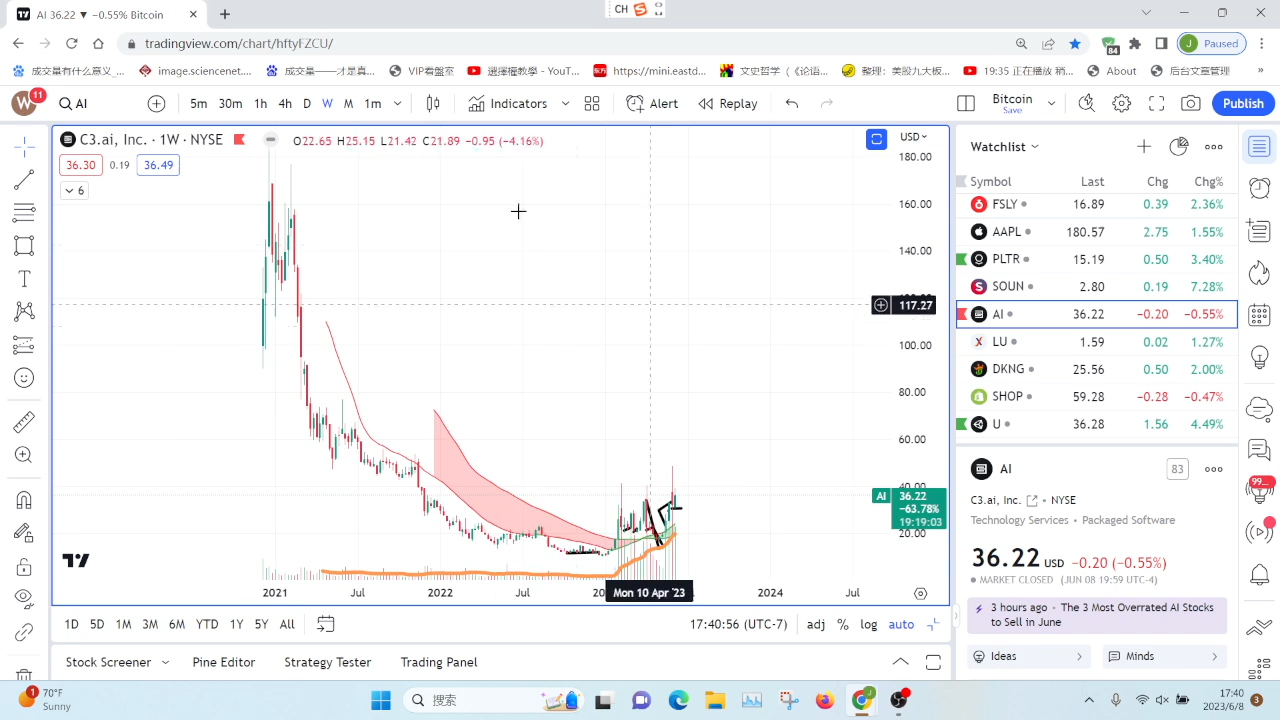 AI 36.22 ▼ −0.55% Bitcoin
CH
tradingview.com/chart/hftyFZCU/
84
J Paused
成交量有什么意义_...
image.sciencenet...
成交量——才是真...
VIP看盤室
選擇權教學 - YouT...
https://mini.eastd...
文史哲学（《论语...
整理：美股九大板...
19:35 正在播放 稍...
About
后台文章管理
W 11
AI
5m 30m 1h 4h D W M 1m
Indicators
Alert
Replay
Bitcoin
Save
Publish
C3.ai, Inc. · 1W · NYSE
O22.65 H25.15 L21.42 C21.89 −0.95 (−4.16%)
36.30 0.19 36.49
6
USD
180.00
160.00
140.00
117.27
100.00
80.00
60.00
40.00
AI 36.22
−63.78%
19:19:03
20.00
2021 Jul 2022 Jul Mon 10 Apr '23 2024 Jul
1D 5D 1M 3M 6M YTD 1Y 5Y All
17:40:56 (UTC-7) adj % log auto
Stock Screener Pine Editor Strategy Tester Trading Panel
Watchlist
Symbol Last Chg Chg%
FSLY 16.89 0.39 2.36%
AAPL 180.57 2.75 1.55%
PLTR 15.19 0.50 3.40%
SOUN 2.80 0.19 7.28%
AI 36.22 −0.20 −0.55%
LU 1.59 0.02 1.27%
DKNG 25.56 0.50 2.00%
SHOP 59.28 −0.28 −0.47%
U 36.28 1.56 4.49%
AI 83
C3.ai, Inc. · NYSE
Technology Services · Packaged Software
36.22 USD −0.20 (−0.55%)
MARKET CLOSED (JUN 08 19:59 UTC-4)
3 hours ago · The 3 Most Overrated AI Stocks
to Sell in June
Ideas
Minds
99...
1
70°F
Sunny
搜索
17:40
2023/6/8
3